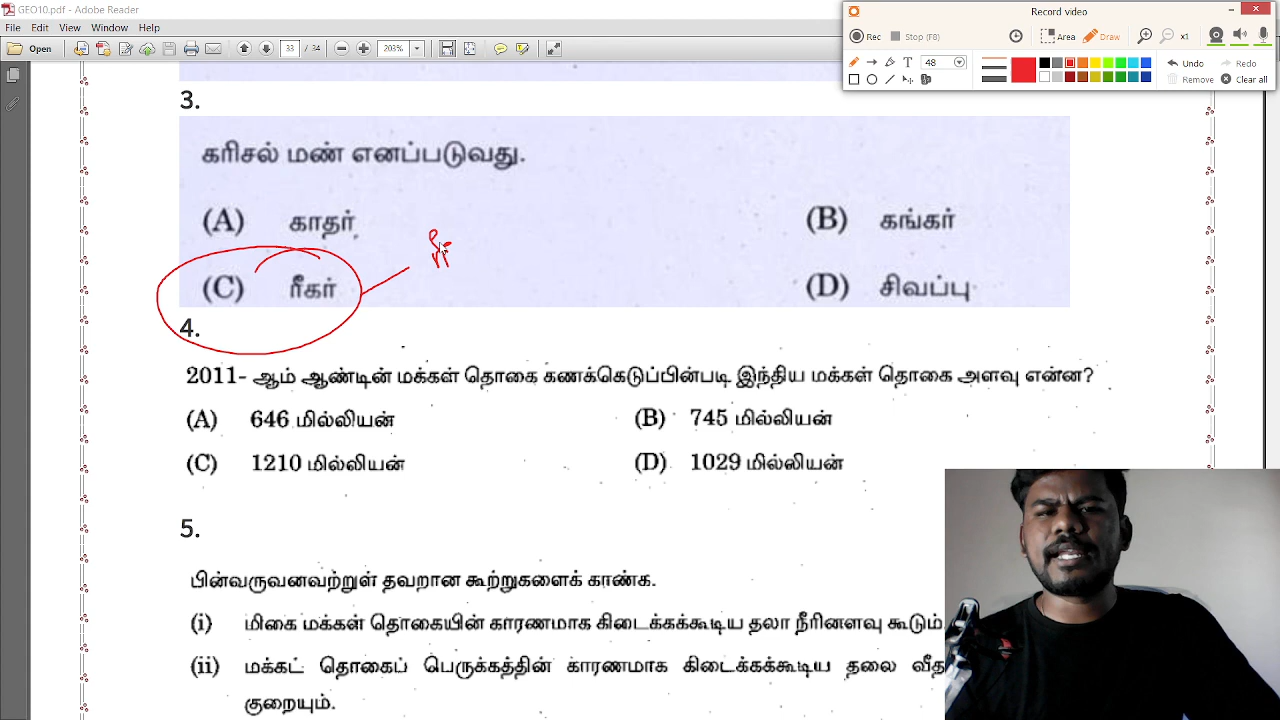 GEO10.pdf - Adobe Reader
File Edit View Window Help
Open 33 / 34 203%
Record video
Rec Stop (F8) Area Draw x1
T 48 Undo Redo
Remove Clear all
3.
கரிசல் மண் எனப்படுவது.
(A) காதர் (B) கங்கர்
(C) ரீகர் (D) சிவப்பு
4.
2011- ஆம் ஆண்டின் மக்கள் தொகை கணக்கெடுப்பின்படி இந்திய மக்கள் தொகை அளவு என்ன?
(A) 646 மில்லியன் (B) 745 மில்லியன்
(C) 1210 மில்லியன் (D) 1029 மில்லியன்
5.
பின்வருவனவற்றுள் தவறான கூற்றுகளைக் காண்க.
(i) மிகை மக்கள் தொகையின் காரணமாக கிடைக்கக்கூடிய தலா நீரினளவு கூடும்.
(ii) மக்கட் தொகைப் பெருக்கத்தின் காரணமாக கிடைக்கக்கூடிய தலை வீத
குறையும்.